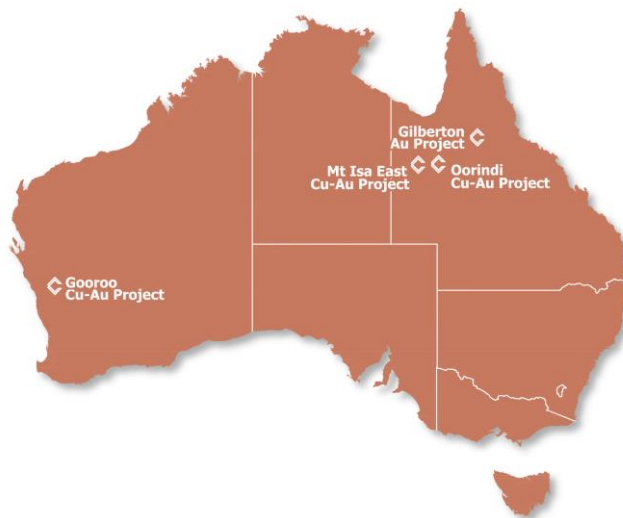 Gilberton
Au Project
Mt Isa East
Cu-Au Project
Oorindi
Cu-Au Project
Gooroo
Cu-Au Project